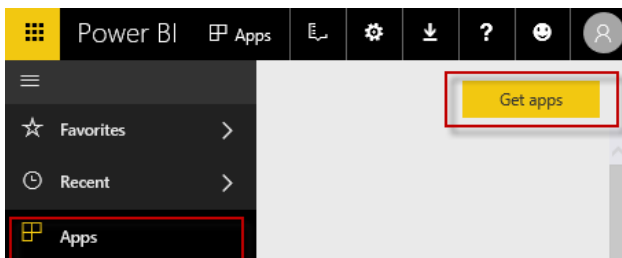 Power BI Apps ?
Get apps
Favorites
Recent
Apps